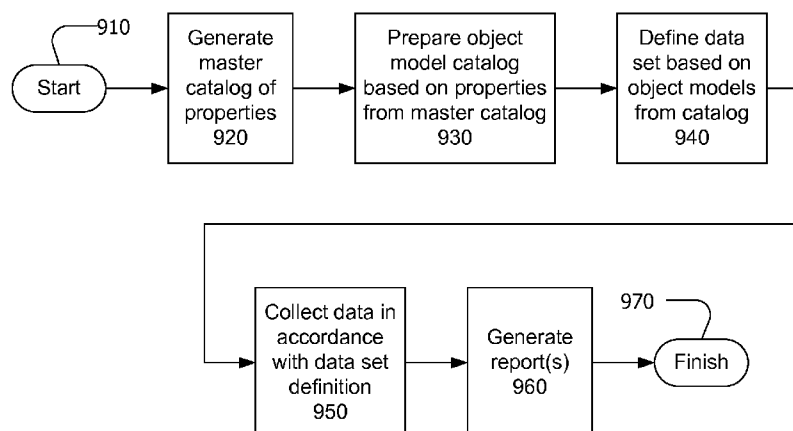 910
Start
Generate
master
catalog of
properties
920
Prepare object
model catalog
based on properties
from master catalog
930
Define data
set based on
object models
from catalog
940
Collect data in
accordance
with data set
definition
950
Generate
report(s)
960
970
Finish